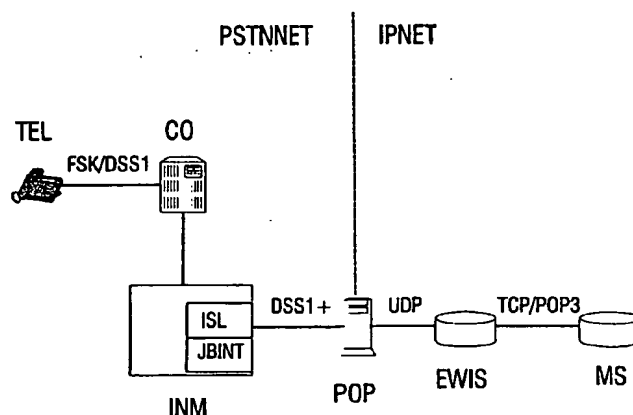 PSTNNET IPNET
TEL CO
FSK/DSS1
ISL DSS1+ UDP TCP/POP3
JBINT
INM POP EWIS MS